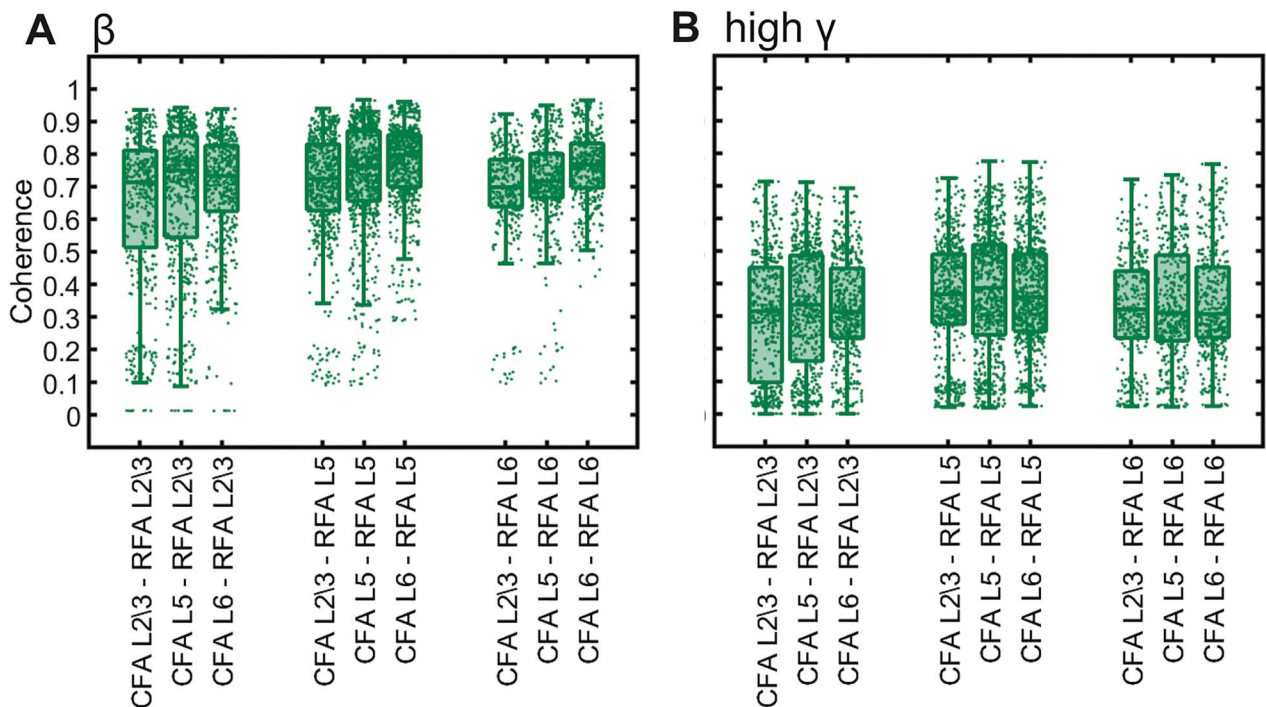 A β
B high γ
Coherence
1
0.9
0.8
0.7
0.6
0.5
0.4
0.3
0.2
0.1
0
CFA L2\3 - RFA L2\3
CFA L5 - RFA L2\3
CFA L6 - RFA L2\3
CFA L2\3 - RFA L5
CFA L5 - RFA L5
CFA L6 - RFA L5
CFA L2\3 - RFA L6
CFA L5 - RFA L6
CFA L6 - RFA L6
CFA L2\3 - RFA L2\3
CFA L5 - RFA L2\3
CFA L6 - RFA L2\3
CFA L2\3 - RFA L5
CFA L5 - RFA L5
CFA L6 - RFA L5
CFA L2\3 - RFA L6
CFA L5 - RFA L6
CFA L6 - RFA L6